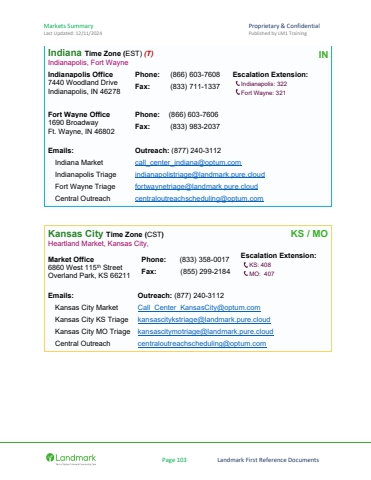 Markets Summary Proprietary & Confidential
Last Updated: 12/11/2024 Published by LM1 Training
Indiana Time Zone (EST) (T) IN
Indianapolis, Fort Wayne
Indianapolis Office Phone: (866) 603-7608 Escalation Extension:
7440 Woodland Drive Fax: (833) 711-1337 Indianapolis: 322
Indianapolis, IN 46278 Fort Wayne: 321
Fort Wayne Office Phone: (866) 603-7606
1690 Broadway Fax: (833) 983-2037
Ft. Wayne, IN 46802
Emails: Outreach: (877) 240-3112
Indiana Market call_center_indiana@optum.com
Indianapolis Triage indianapolistriage@landmark.pure.cloud
Fort Wayne Triage fortwaynetriage@landmark.pure.cloud
Central Outreach centraloutreachscheduling@optum.com
Kansas City Time Zone (CST) KS / MO
Heartland Market, Kansas City,
Market Office Phone: (833) 358-0017 Escalation Extension:
6860 West 115th Street Fax: (855) 299-2184 KS: 408
Overland Park, KS 66211 MO: 407
Emails: Outreach: (877) 240-3112
Kansas City Market Call_Center_KansasCity@optum.com
Kansas City KS Triage kansascitykstriage@landmark.pure.cloud
Kansas City MO Triage kansascitymotriage@landmark.pure.cloud
Central Outreach centraloutreachscheduling@optum.com
Landmark Page 103 Landmark First Reference Documents